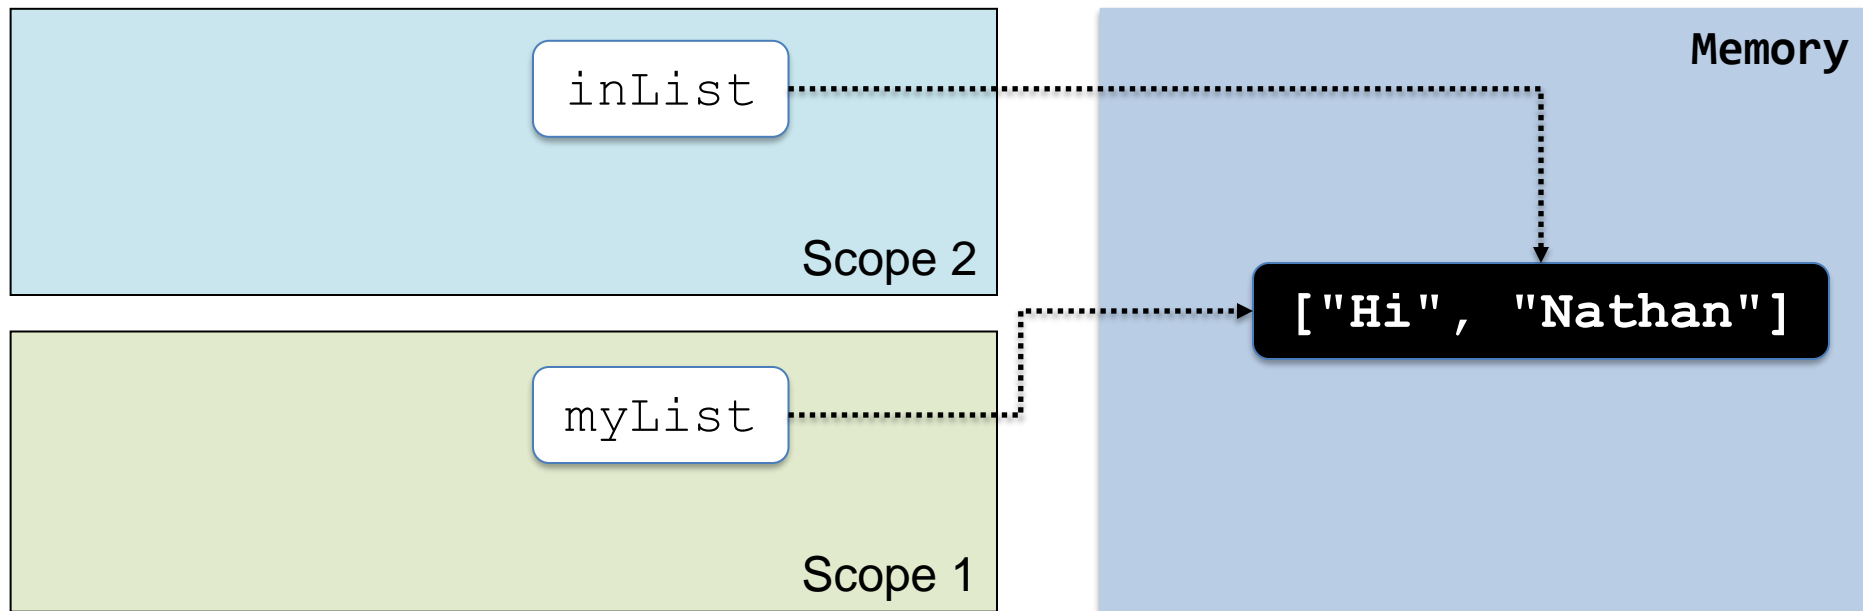 Memory
inList
Scope 2
["Hi", "Nathan"]
myList
Scope 1